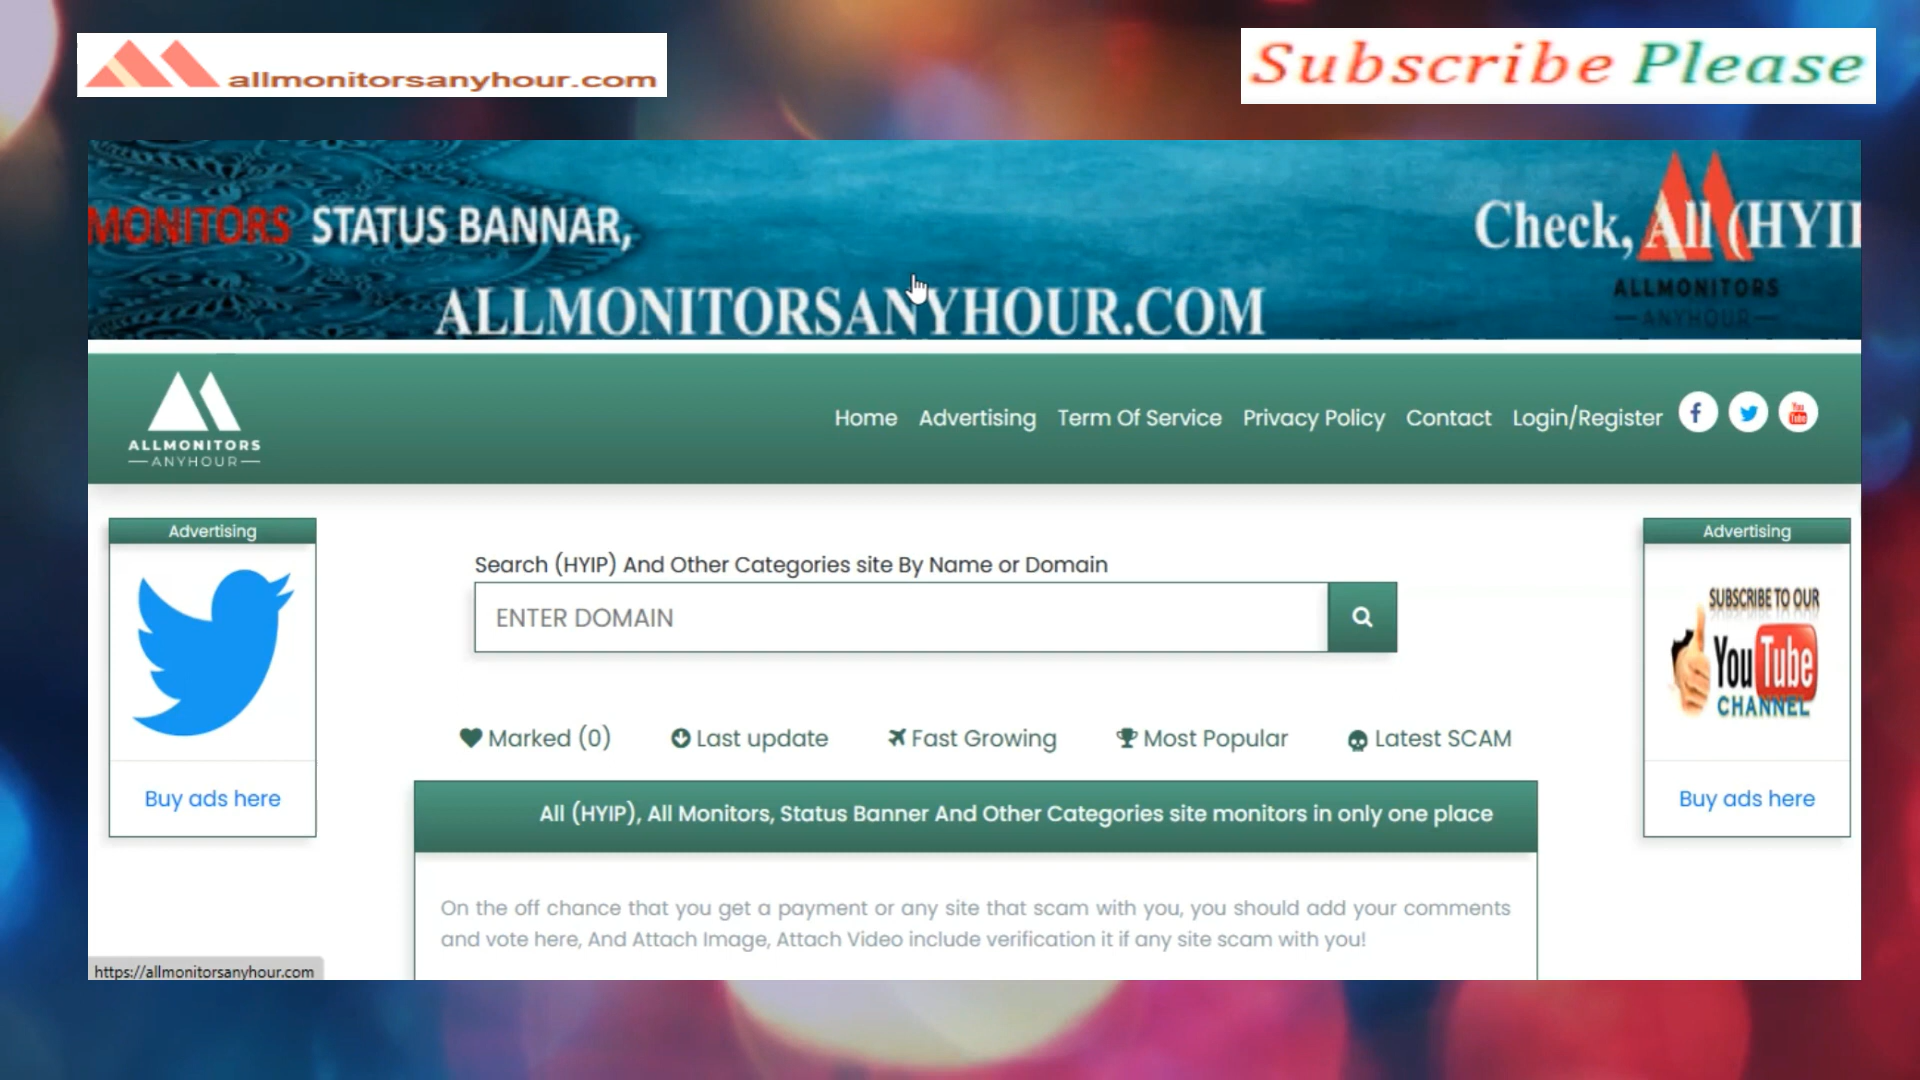 allmonitorsanyhour.com
Subscribe Please
MONITORS STATUS BANNAR,
Check, All (HYI
ALLMONITORSANYHOUR.COM
ALLMONITORS
ANYHOUR
ALLMONITORS
ANYHOUR
Home Advertising Term Of Service Privacy Policy Contact Login/Register
You Tube
Advertising
Buy ads here
Search (HYIP) And Other Categories site By Name or Domain
ENTER DOMAIN
Marked (0) Last update Fast Growing Most Popular Latest SCAM
All (HYIP), All Monitors, Status Banner And Other Categories site monitors in only one place
On the off chance that you get a payment or any site that scam with you, you should add your comments
and vote here, And Attach Image, Attach Video include verification it if any site scam with you!
Advertising
SUBSCRIBE TO OUR
You Tube
CHANNEL
Buy ads here
https://allmonitorsanyhour.com